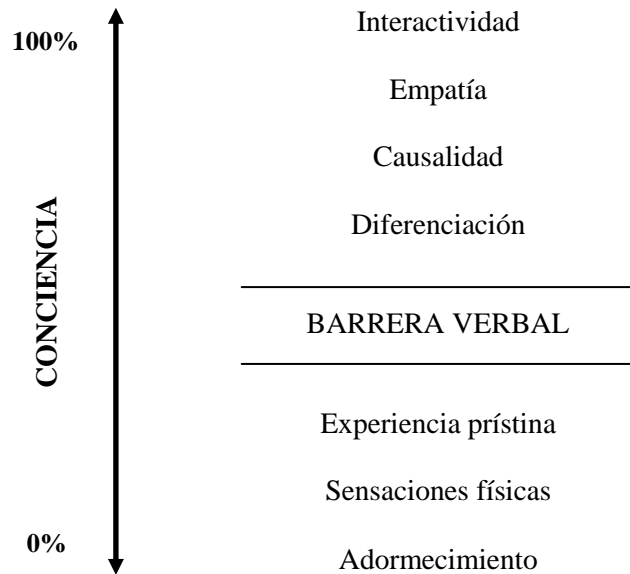 Interactividad
100%
Empatía
Causalidad
Diferenciación
CONCIENCIA
BARRERA VERBAL
Experiencia prístina
Sensaciones físicas
0%
Adormecimiento